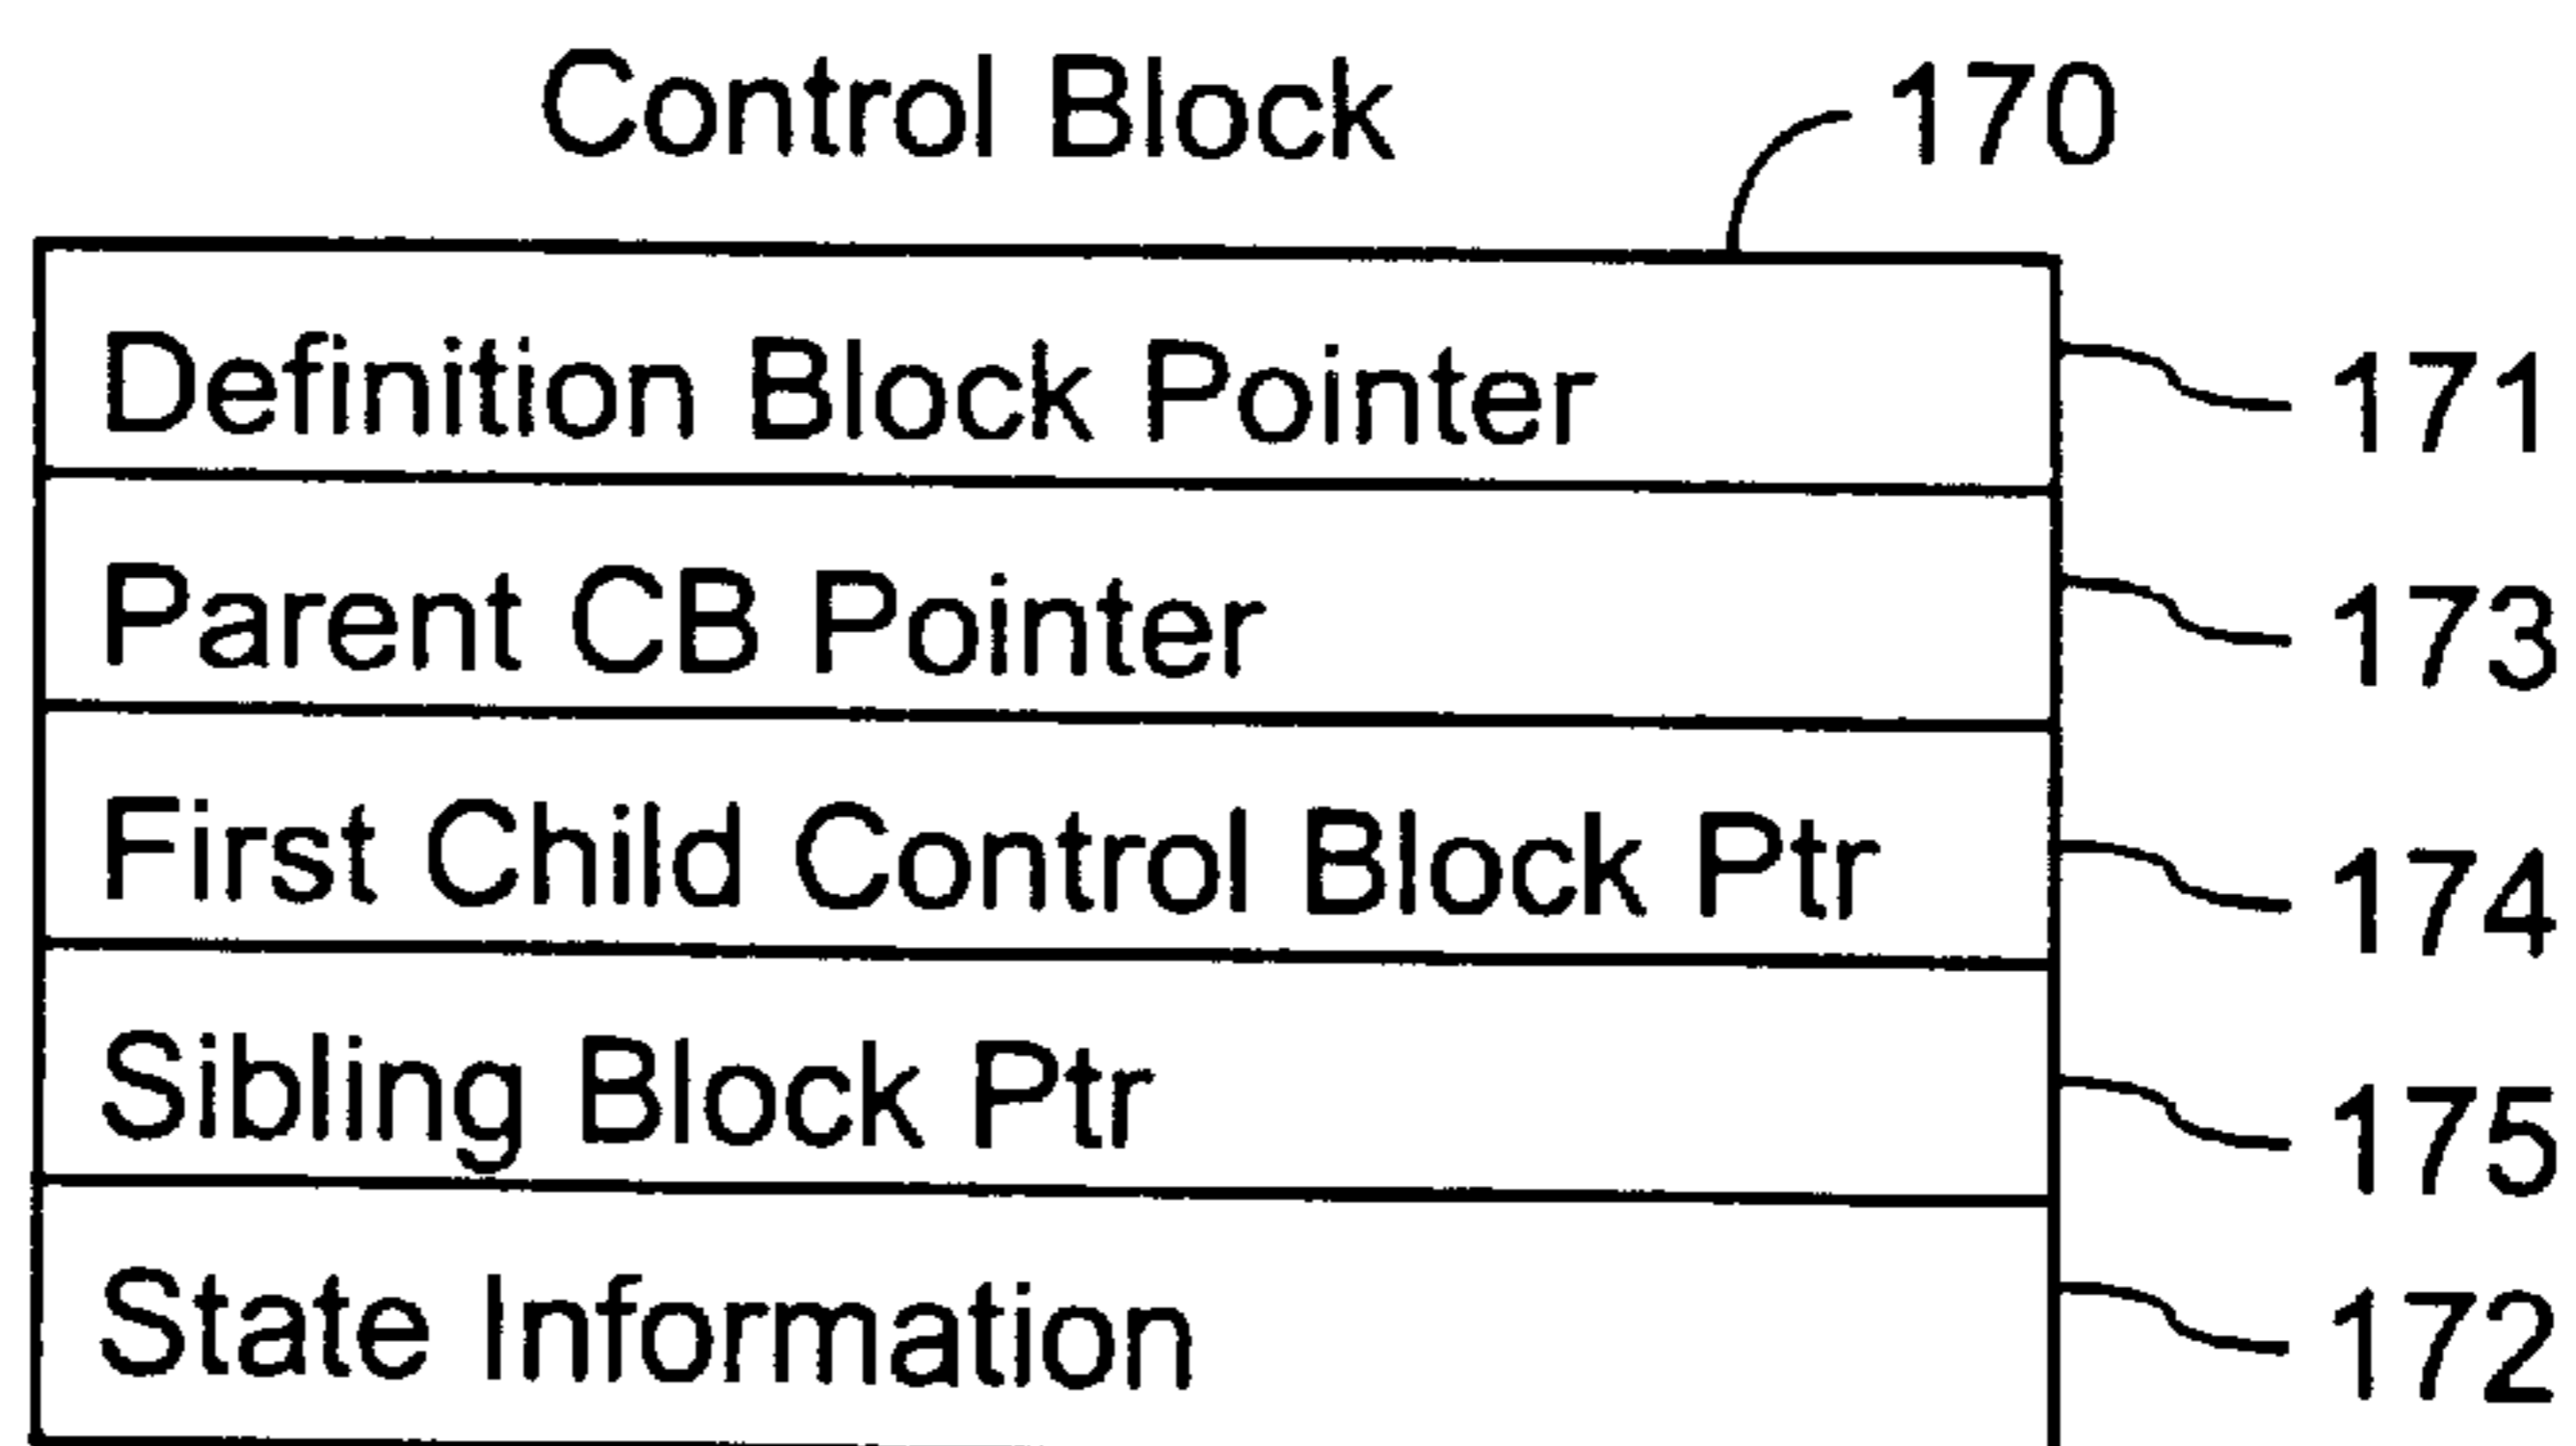 Control Block 170
Definition Block Pointer 171
Parent CB Pointer 173
First Child Control Block Ptr 174
Sibling Block Ptr 175
State Information 172